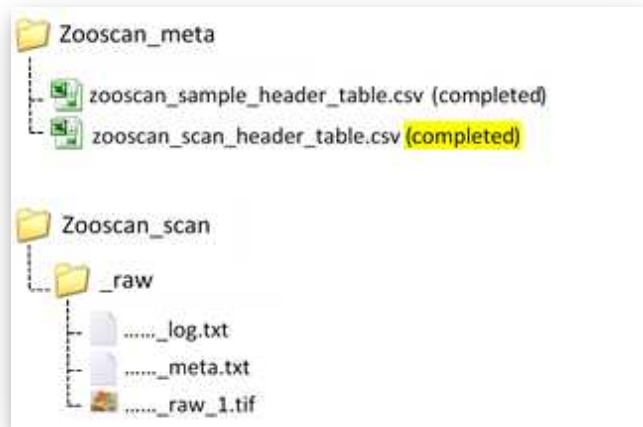 Zooscan_meta
zooscan_sample_header_table.csv (completed)
zooscan_scan_header_table.csv (completed)
Zooscan_scan
_raw
......_log.txt
......_meta.txt
......_raw_1.tif